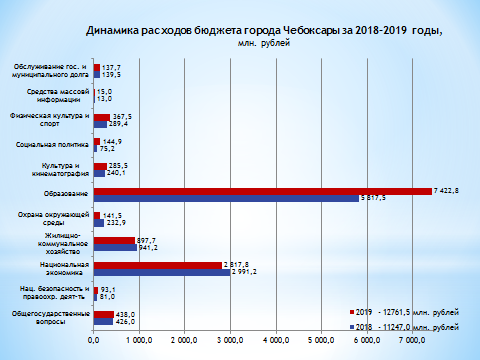 Динамика расходов бюджета города Чебоксары за 2018-2019 годы,
млн. рублей
Обслуживание гос. и
муниципального долга
137,7
139,5
Средства массовй
информации
15,0
13,0
Физическая культура и
спорт
367,5
289,4
Социальная политика
144,9
75,2
Культура и
кинематография
285,5
240,1
Образование
7 422,8
5 817,5
Охрана окружающей
среды
141,5
232,9
Жилищно-
коммунальное
хозяйство
897,7
941,2
Национальная
экономика
2 817,8
2 991,2
Нац. безопасность и
правоохр. деят-ть
93,1
81,0
Общегосударственные
вопросы
438,0
426,0
2019 - 12761,5 млн. рублей
2018 - 11247,0 млн. рублей
0,0 1 000,0 2 000,0 3 000,0 4 000,0 5 000,0 6 000,0 7 000,0